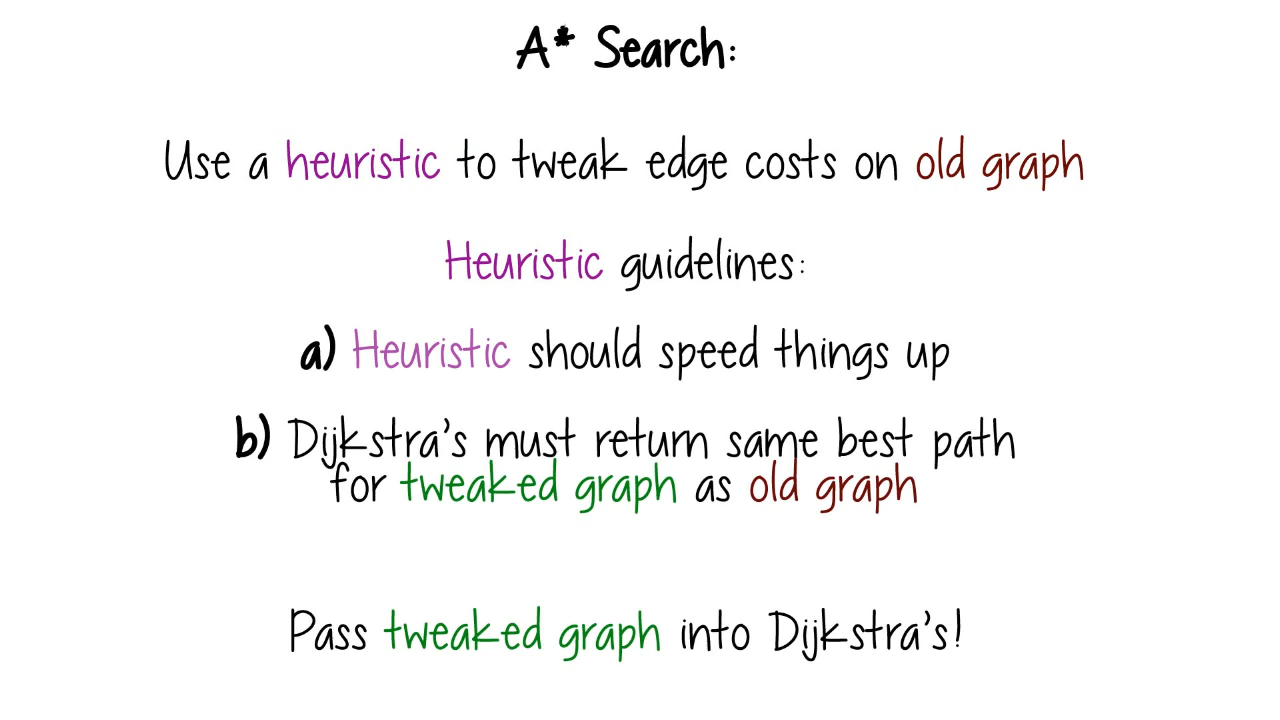 A* Search:
Use a heuristic to tweak edge costs on old graph
Heuristic guidelines:
a) Heuristic should speed things up
b) Dijkstra's must return same best path
for tweaked graph as old graph
Pass tweaked graph into Dijkstra's!